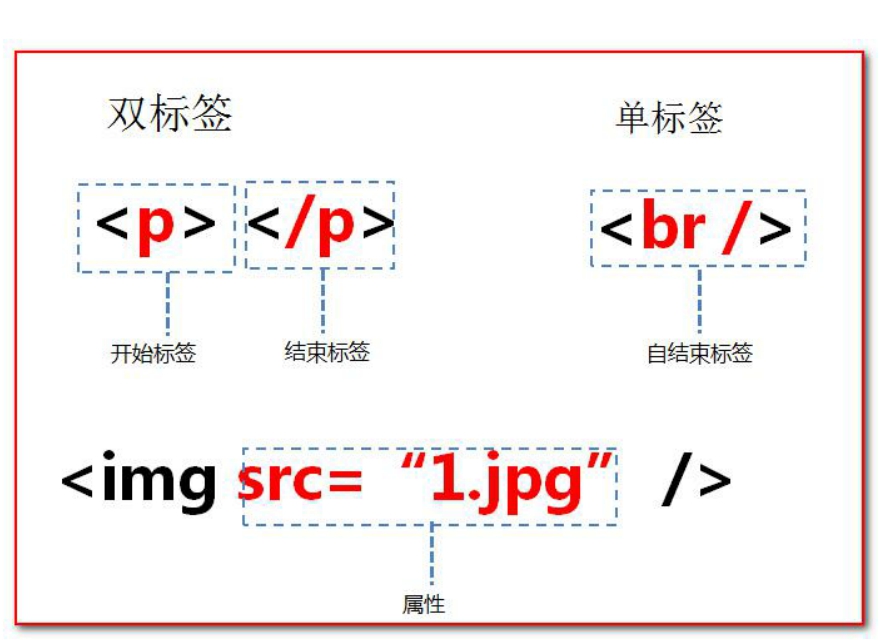 双标签 单标签
<p> </p> <br />
开始标签 结束标签 自结束标签
<img src= “1.jpg” />
属性